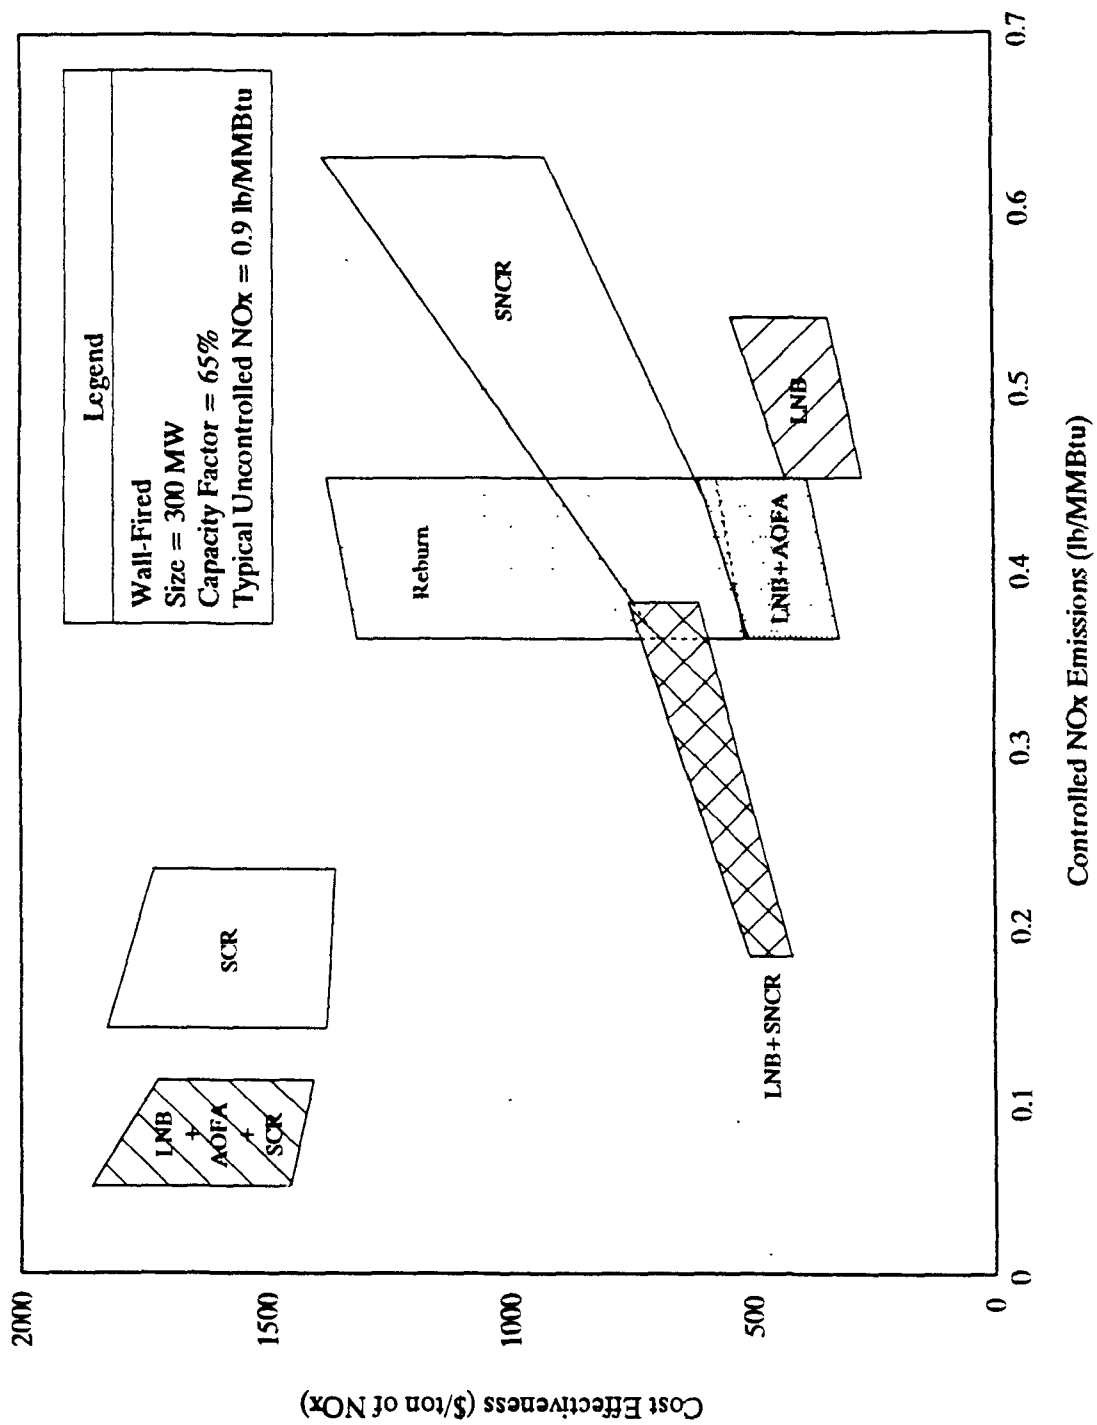 Legend
Wall-Fired
Size = 300 MW
Capacity Factor = 65%
Typical Uncontrolled NOx = 0.9 lb/MMBtu
Cost Effectiveness ($/ton of NOx)
2000
1500
1000
500
0
LNB
+
AOFA
+
SCR
SCR
Reburn
SNCR
LNB+SNCR
LNB+AOFA
LNB
0
0.1
0.2
0.3
0.4
0.5
0.6
0.7
Controlled NOx Emissions (lb/MMBtu)